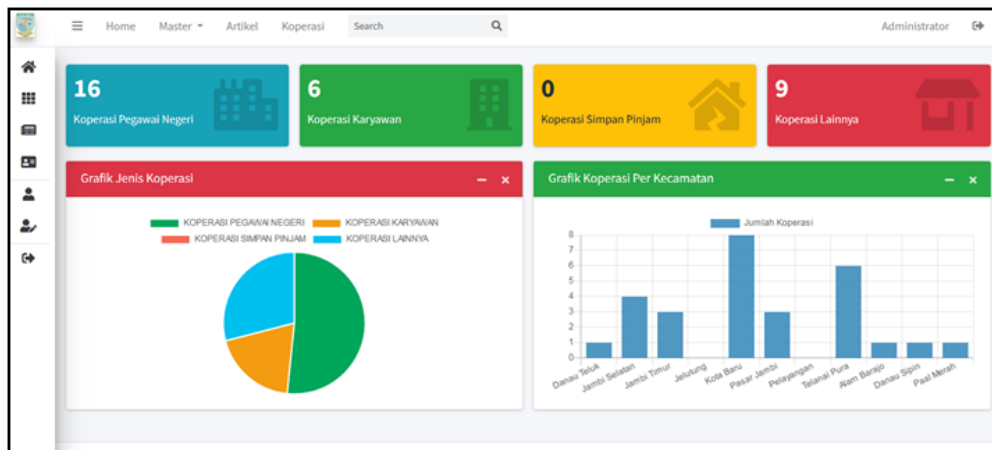 Home Master Artikel Koperasi Search Administrator
16
Koperasi Pegawai Negeri
6
Koperasi Karyawan
0
Koperasi Simpan Pinjam
9
Koperasi Lainnya
Grafik Jenis Koperasi
KOPERASI PEGAWAI NEGERI KOPERASI KARYAWAN
KOPERASI SIMPAN PINJAM KOPERASI LAINNYA
Grafik Koperasi Per Kecamatan
Jumlah Koperasi
8
7
6
5
4
3
2
1
0
Danau Teluk
Jambi Selatan
Jambi Timur
Jelutung
Kota Baru
Pasar Jambi
Pelayangan
Telanai Pura
Alam Barajo
Danau Sipin
Paal Merah